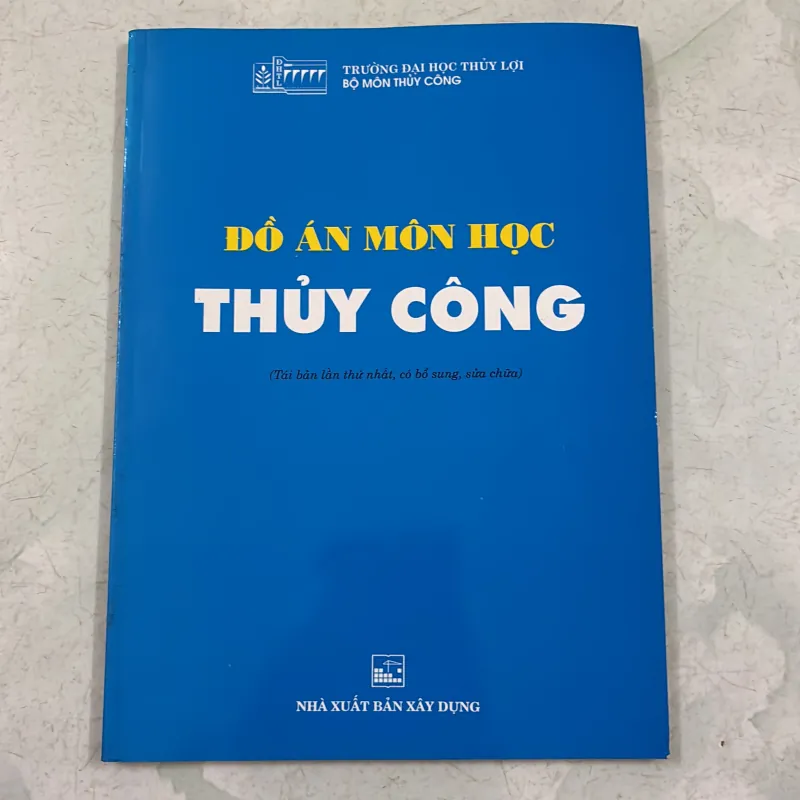 ĐHTL
TRƯỜNG ĐẠI HỌC THỦY LỢI
BỘ MÔN THỦY CÔNG
ĐỒ ÁN MÔN HỌC
THỦY CÔNG
(Tái bản lần thứ nhất, có bổ sung, sửa chữa)
NHÀ XUẤT BẢN XÂY DỰNG